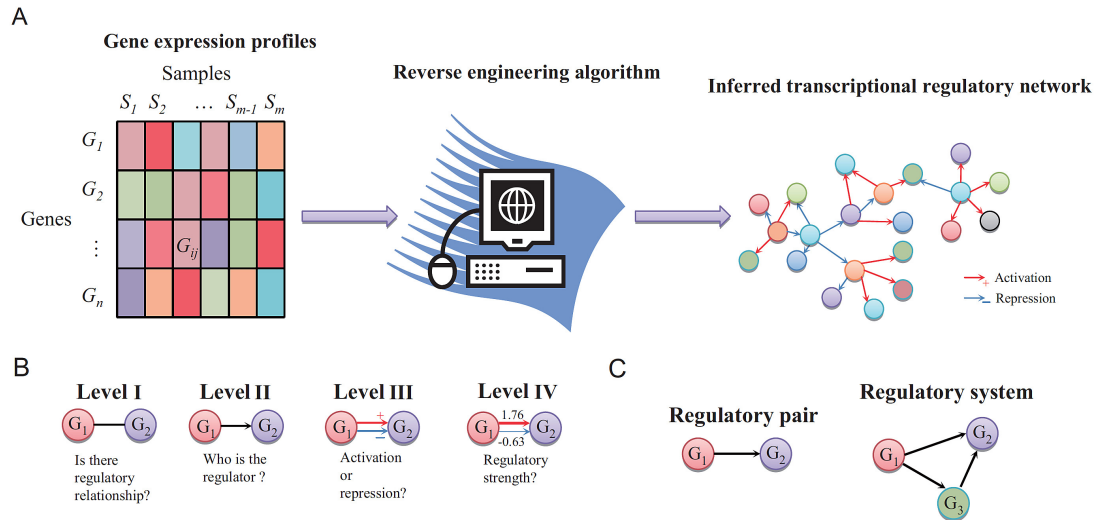 A
Gene expression profiles
Samples
S1 S2 … Sm-1 Sm
Genes
G1
G2
⋮
Gij
Gn
Reverse engineering algorithm
Inferred transcriptional regulatory network
+ Activation
− Repression
B
Level I
G1 G2
Is there
regulatory
relationship?
Level II
G1 G2
Who is the
regulator ?
Level III
G1 + − G2
Activation
or
repression?
Level IV
G1 1.76 -0.63 G2
Regulatory
strength?
C
Regulatory pair
G1 G2
Regulatory system
G1 G2
G3